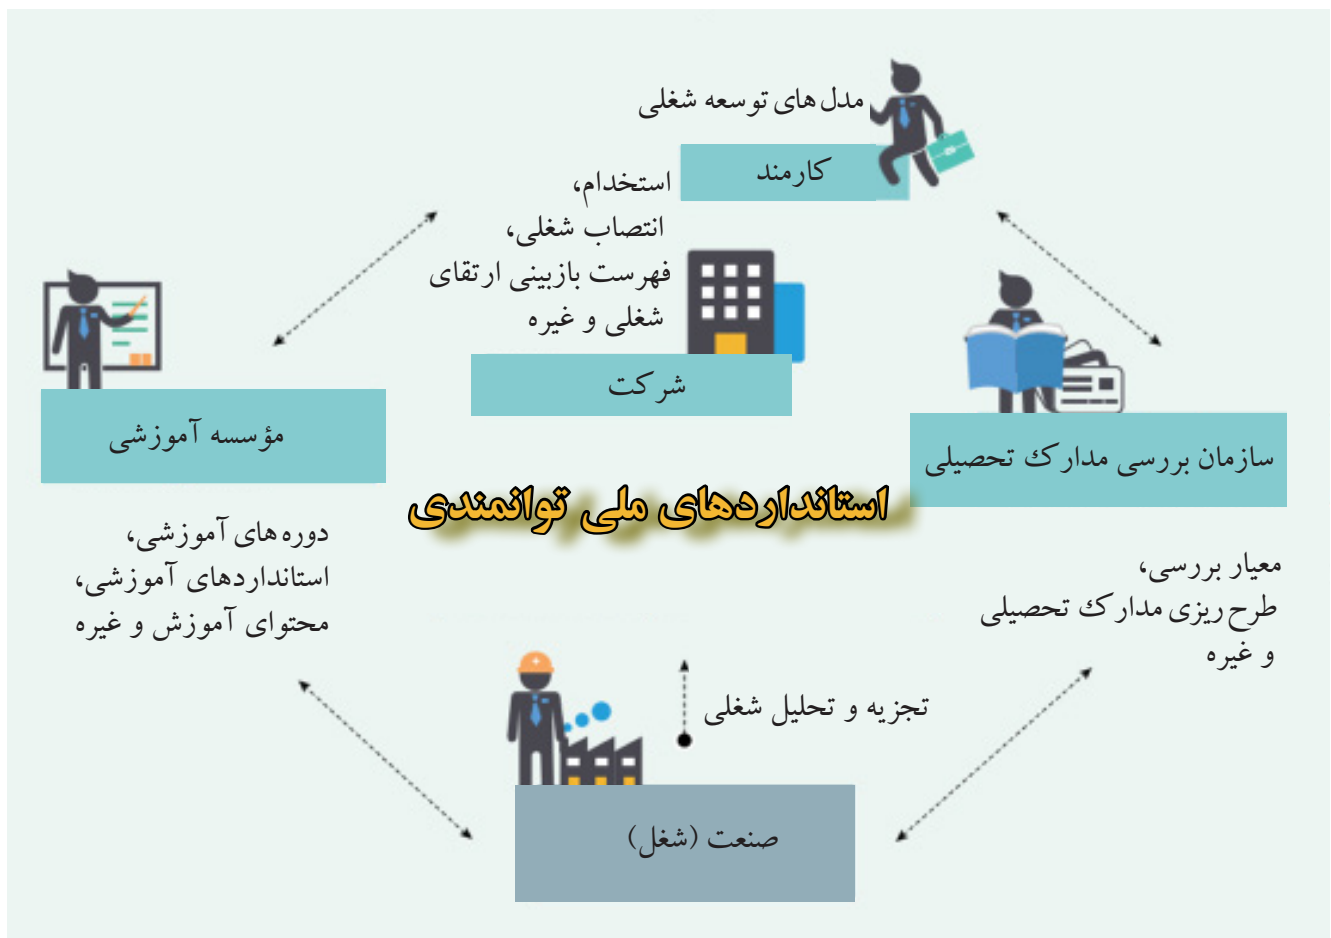 مدل های توسعه شغلی
کارمند
استخدام،
انتصاب شغلی،
فهرست بازبینی ارتقای
شغلی و غیره
شرکت
مؤسسه آموزشی
سازمان بررسی مدارک تحصیلی
استانداردهای ملی توانمندی
دوره های آموزشی،
استانداردهای آموزشی،
محتوای آموزش و غیره
معیار بررسی،
طرح ریزی مدارک تحصیلی
و غیره
تجزیه و تحلیل شغلی
صنعت (شغل)